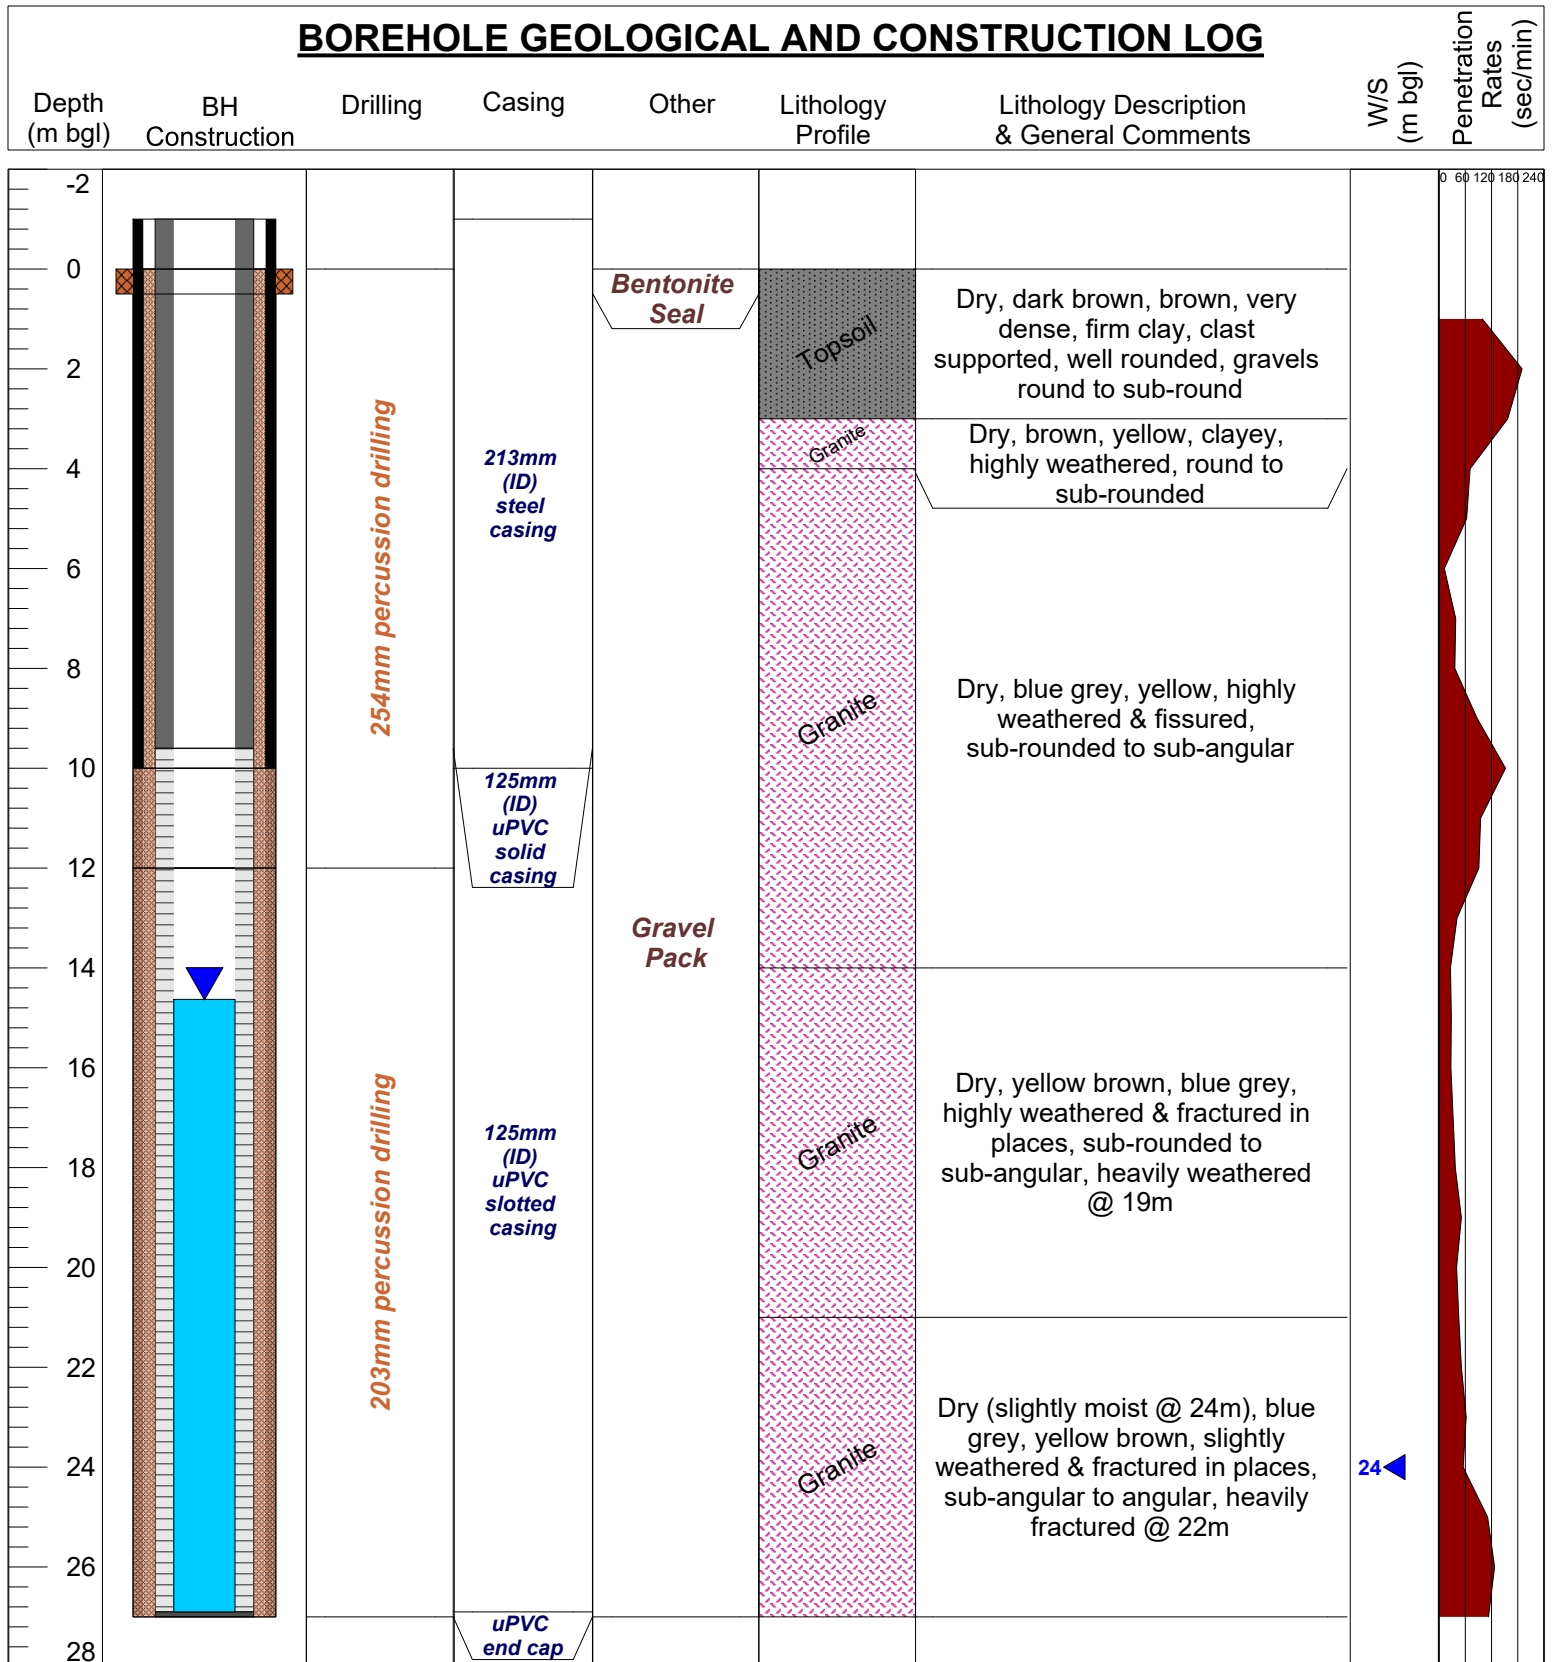 BOREHOLE GEOLOGICAL AND CONSTRUCTION LOG
Depth
(m bgl)
BH
Construction
Drilling
Casing
Other
Lithology
Profile
Lithology Description
& General Comments
W/S
(m bgl)
Penetration
Rates
(sec/min)
-2
0
2
4
6
8
10
12
14
16
18
20
22
24
26
28
254mm percussion drilling
203mm percussion drilling
213mm
(ID)
steel
casing
125mm
(ID)
uPVC
solid
casing
125mm
(ID)
uPVC
slotted
casing
uPVC
end cap
Bentonite
Seal
Gravel
Pack
Topsoil
Granite
Granite
Granite
Granite
Dry, dark brown, brown, very
dense, firm clay, clast
supported, well rounded, gravels
round to sub-round
Dry, brown, yellow, clayey,
highly weathered, round to
sub-rounded
Dry, blue grey, yellow, highly
weathered & fissured,
sub-rounded to sub-angular
Dry, yellow brown, blue grey,
highly weathered & fractured in
places, sub-rounded to
sub-angular, heavily weathered
@ 19m
Dry (slightly moist @ 24m), blue
grey, yellow brown, slightly
weathered & fractured in places,
sub-angular to angular, heavily
fractured @ 22m
24
0 60 120 180 240